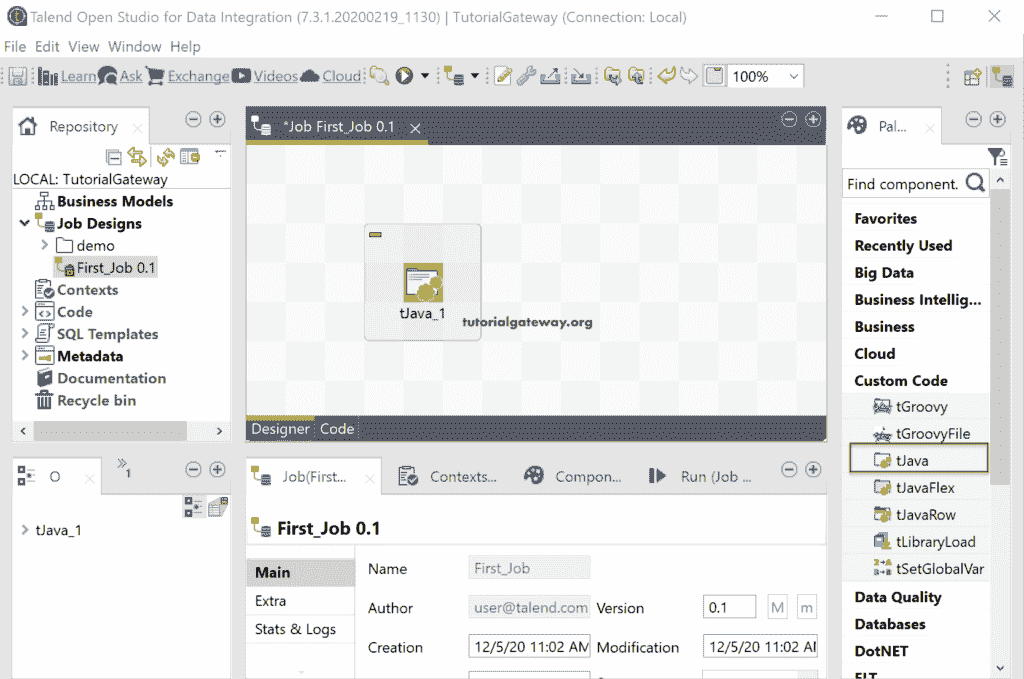 Talend Open Studio for Data Integration (7.3.1.20200219_1130) | TutorialGateway (Connection: Local)
File Edit View Window Help
Learn Ask Exchange Videos Cloud 100%
Repository
LOCAL: TutorialGateway
Business Models
Job Designs
demo
First_Job 0.1
Contexts
Code
SQL Templates
Metadata
Documentation
Recycle bin
*Job First_Job 0.1
tJava_1
tutorialgateway.org
Designer Code
Pal...
Find component.
Favorites
Recently Used
Big Data
Business Intellig...
Business
Cloud
Custom Code
tGroovy
tGroovyFile
tJava
tJavaFlex
tJavaRow
tLibraryLoad
tSetGlobalVar
Data Quality
Databases
DotNET
ELT
O
1
tJava_1
Job(First... Contexts... Compon... Run (Job ...
First_Job 0.1
Main
Extra
Stats & Logs
Name First_Job
Author user@talend.com Version 0.1 M m
Creation 12/5/20 11:02 AM Modification 12/5/20 11:02 AM